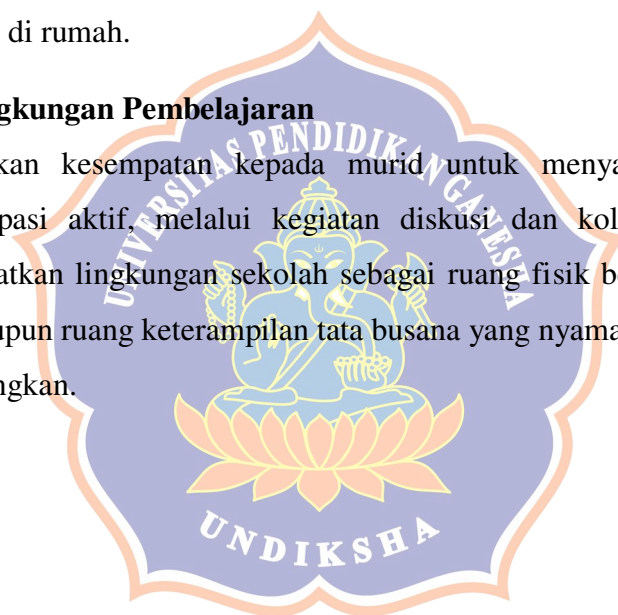 di rumah.
gkungan Pembelajaran
kan kesempatan kepada murid untuk menya
pasi aktif, melalui kegiatan diskusi dan kol
atkan lingkungan sekolah sebagai ruang fisik be
upun ruang keterampilan tata busana yang nyama
ngkan.
UNIVERSITAS PENDIDIKAN GANESHA
UNDIKSHA